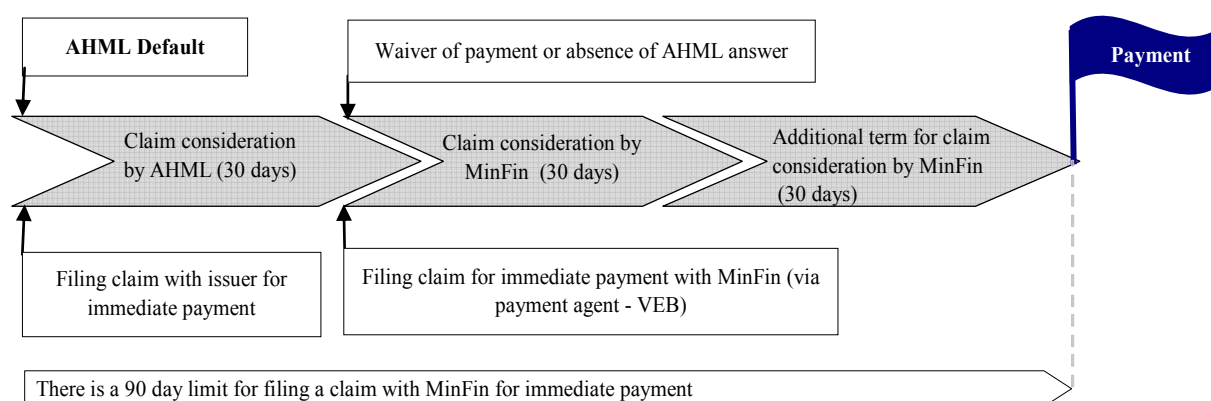 AHML Default
Waiver of payment or absence of AHML answer
Payment
Claim consideration
by AHML (30 days)
Claim consideration by
MinFin  (30 days)
Additional term for claim
consideration by MinFin
(30 days)
Filing claim with issuer for
immediate payment
Filing claim for immediate payment with MinFin (via
payment agent - VEB)
There is a 90 day limit for filing a claim with MinFin for immediate payment